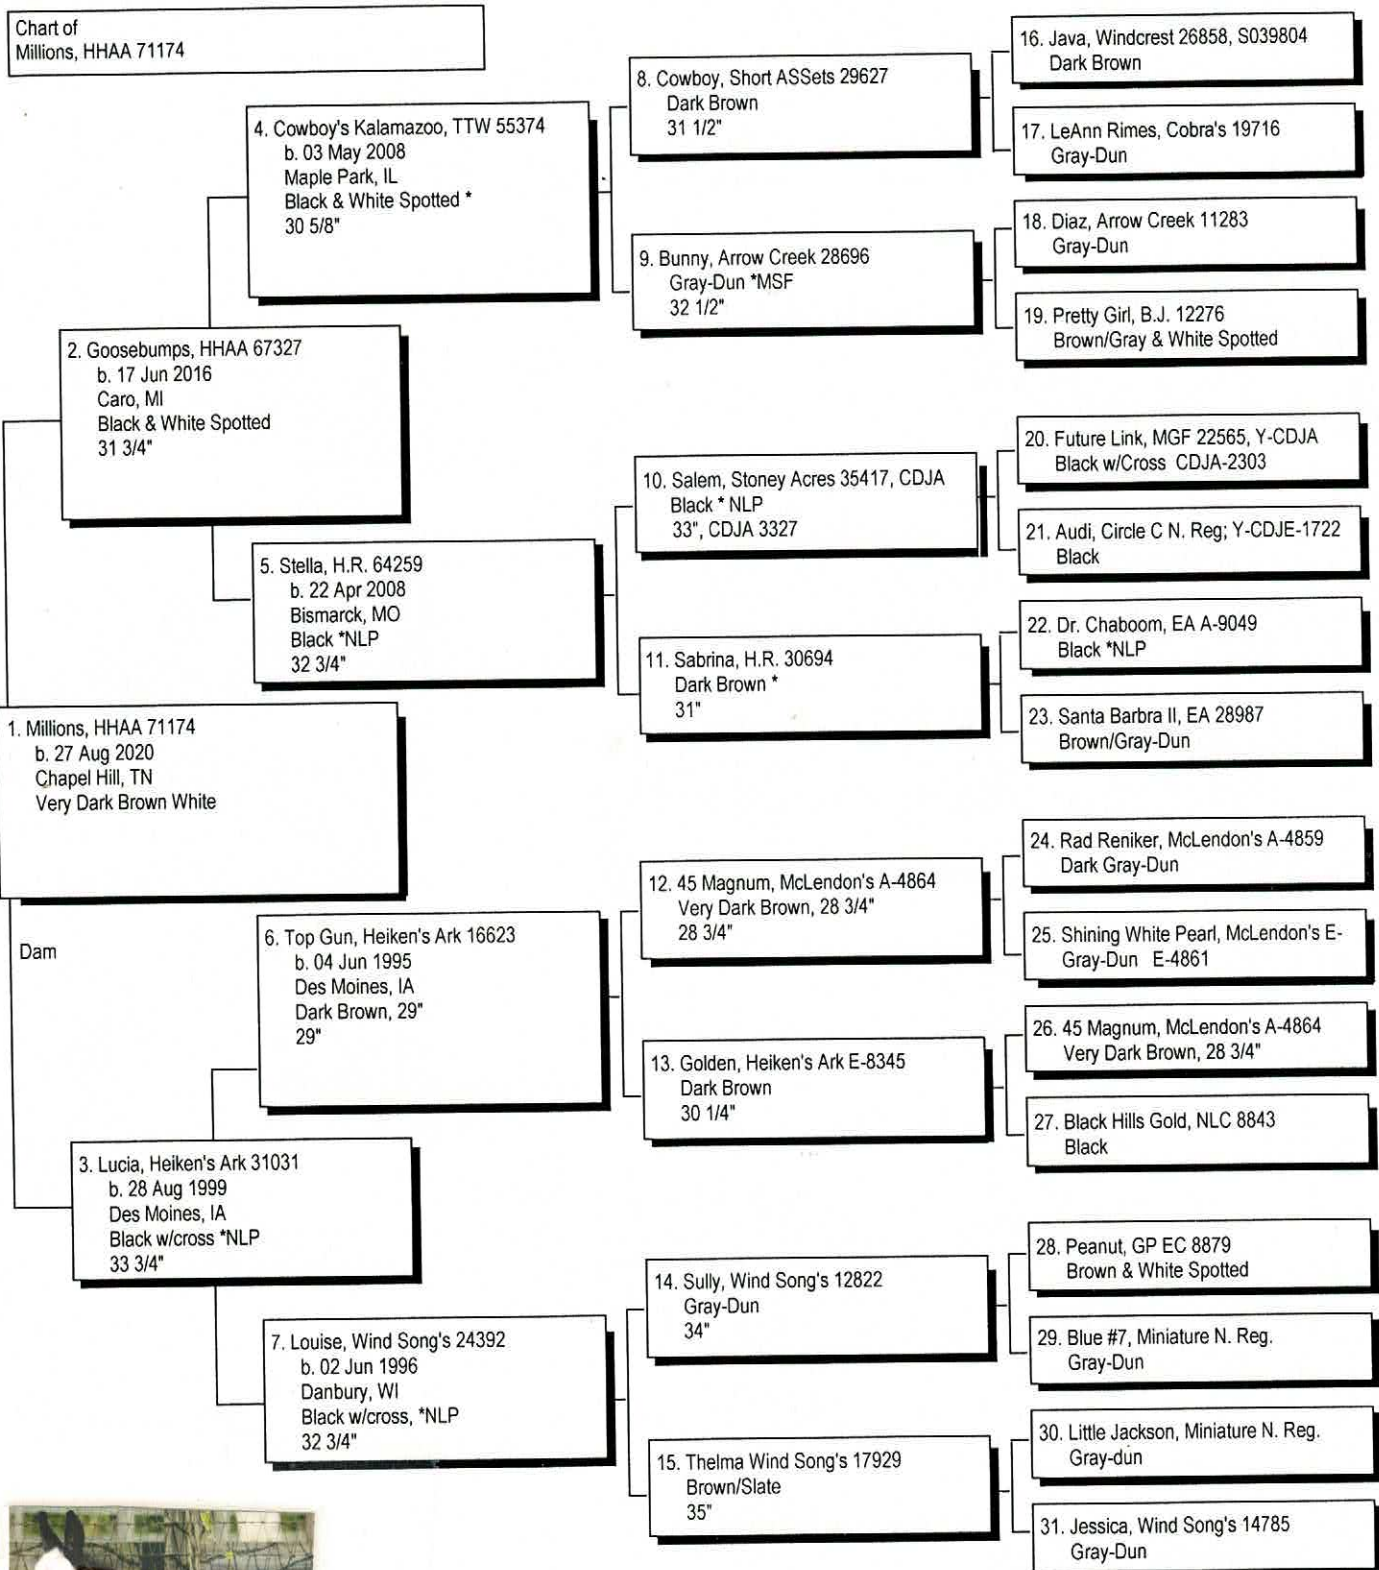 Chart of
Millions, HHAA 71174
1. Millions, HHAA 71174
b. 27 Aug 2020
Chapel Hill, TN
Very Dark Brown White
Dam
2. Goosebumps, HHAA 67327
b. 17 Jun 2016
Caro, MI
Black & White Spotted
31 3/4"
3. Lucia, Heiken's Ark 31031
b. 28 Aug 1999
Des Moines, IA
Black w/cross *NLP
33 3/4"
4. Cowboy's Kalamazoo, TTW 55374
b. 03 May 2008
Maple Park, IL
Black & White Spotted *
30 5/8"
5. Stella, H.R. 64259
b. 22 Apr 2008
Bismarck, MO
Black *NLP
32 3/4"
6. Top Gun, Heiken's Ark 16623
b. 04 Jun 1995
Des Moines, IA
Dark Brown, 29"
29"
7. Louise, Wind Song's 24392
b. 02 Jun 1996
Danbury, WI
Black w/cross, *NLP
32 3/4"
8. Cowboy, Short ASSets 29627
Dark Brown
31 1/2"
9. Bunny, Arrow Creek 28696
Gray-Dun *MSF
32 1/2"
10. Salem, Stoney Acres 35417, CDJA
Black * NLP
33", CDJA 3327
11. Sabrina, H.R. 30694
Dark Brown *
31"
12. 45 Magnum, McLendon's A-4864
Very Dark Brown, 28 3/4"
28 3/4"
13. Golden, Heiken's Ark E-8345
Dark Brown
30 1/4"
14. Sully, Wind Song's 12822
Gray-Dun
34"
15. Thelma Wind Song's 17929
Brown/Slate
35"
16. Java, Windcrest 26858, S039804
Dark Brown
17. LeAnn Rimes, Cobra's 19716
Gray-Dun
18. Diaz, Arrow Creek 11283
Gray-Dun
19. Pretty Girl, B.J. 12276
Brown/Gray & White Spotted
20. Future Link, MGF 22565, Y-CDJA
Black w/Cross CDJA-2303
21. Audi, Circle C N. Reg; Y-CDJE-1722
Black
22. Dr. Chaboom, EA A-9049
Black *NLP
23. Santa Barbra II, EA 28987
Brown/Gray-Dun
24. Rad Reniker, McLendon's A-4859
Dark Gray-Dun
25. Shining White Pearl, McLendon's E-
Gray-Dun E-4861
26. 45 Magnum, McLendon's A-4864
Very Dark Brown, 28 3/4"
27. Black Hills Gold, NLC 8843
Black
28. Peanut, GP EC 8879
Brown & White Spotted
29. Blue #7, Miniature N. Reg.
Gray-Dun
30. Little Jackson, Miniature N. Reg.
Gray-dun
31. Jessica, Wind Song's 14785
Gray-Dun